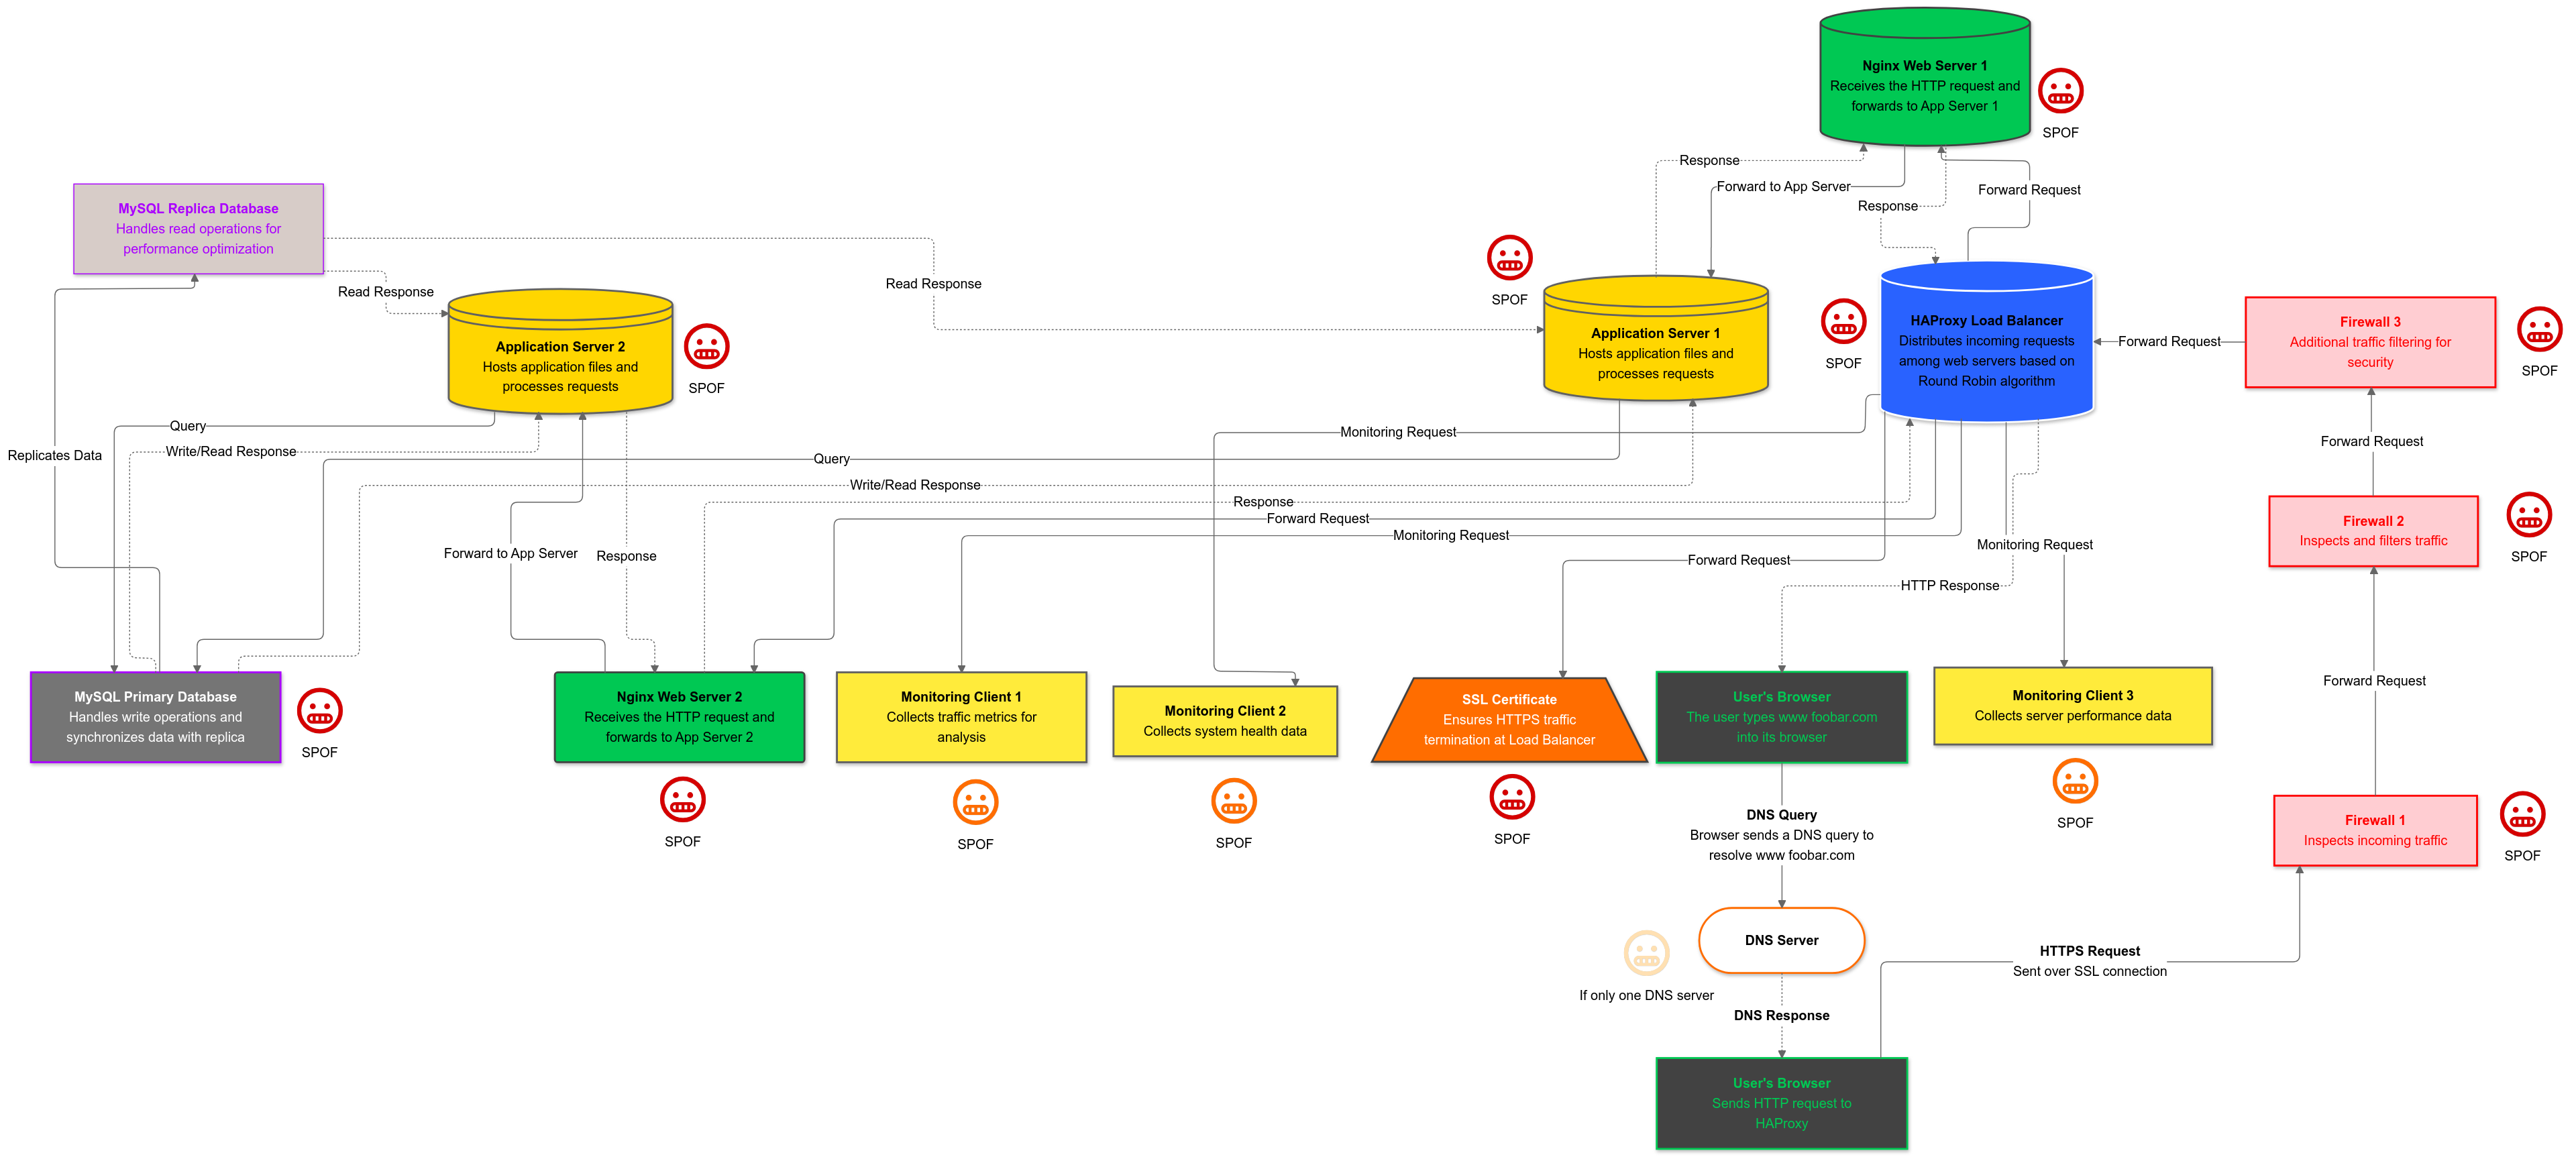 Nginx Web Server 1
Receives the HTTP request and
forwards to App Server 1
SPOF
Response
Forward to App Server
Forward Request
Response
MySQL Replica Database
Handles read operations for
performance optimization
Read Response
Read Response
SPOF
Application Server 2
Hosts application files and
processes requests
SPOF
Application Server 1
Hosts application files and
processes requests
SPOF
HAProxy Load Balancer
Distributes incoming requests
among web servers based on
Round Robin algorithm
Forward Request
Firewall 3
Additional traffic filtering for
security
SPOF
Query
Write/Read Response
Replicates Data
Monitoring Request
Query
Write/Read Response
Response
Forward Request
Monitoring Request
Forward Request
Monitoring Request
HTTP Response
Forward to App Server
Response
Forward Request
Firewall 2
Inspects and filters traffic
SPOF
Forward Request
MySQL Primary Database
Handles write operations and
synchronizes data with replica
SPOF
Nginx Web Server 2
Receives the HTTP request and
forwards to App Server 2
SPOF
Monitoring Client 1
Collects traffic metrics for
analysis
SPOF
Monitoring Client 2
Collects system health data
SPOF
SSL Certificate
Ensures HTTPS traffic
termination at Load Balancer
SPOF
User's Browser
The user types www foobar.com
into its browser
Monitoring Client 3
Collects server performance data
SPOF
Firewall 1
Inspects incoming traffic
SPOF
DNS Query
Browser sends a DNS query to
resolve www foobar.com
DNS Server
If only one DNS server
DNS Response
HTTPS Request
Sent over SSL connection
User's Browser
Sends HTTP request to
HAProxy